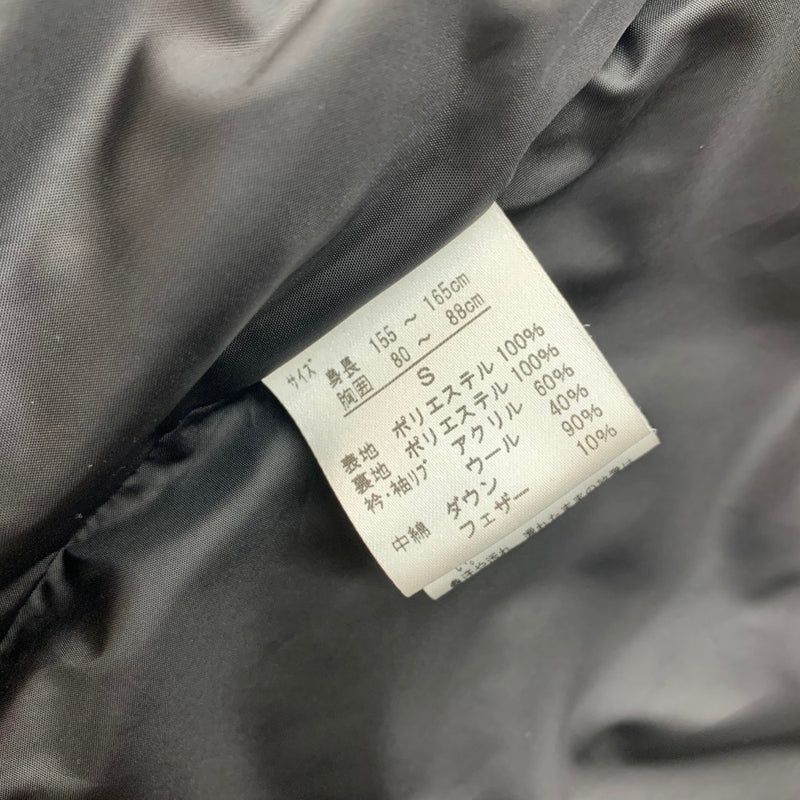 サイズ
身長 155 ～ 165cm
胸囲 80 ～ 88cm
S
表地 ポリエステル 100%
裏地 ポリエステル 100%
衿・袖リブ アクリル 60%
ウール 40%
中綿 ダウン 90%
フェザー 10%